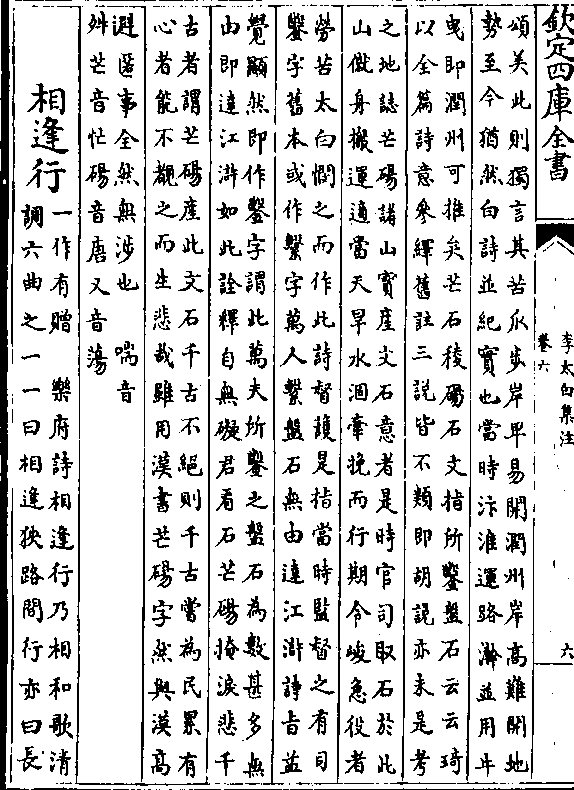 欽定四庫全書
李太白集注
卷六
六
頌美此則獨言其苦瓜步岸卑易開潤州岸高難開地
勢至今猶然白詩並紀實也當時汴淮運路瀚並用牛
曳即潤州可推矣芒石稜碭石文指所鑿盤石云云琦
以全篇詩意參繹舊註三説皆不類即胡説亦未是考
之地誌芒碭諸山實産文石意者是時官司取石於此
山僦身搬運適當天旱水涸牽挽而行期令峻急役者
勞苦太白憫之而作此詩督護是指當時監督之有司
鑿字舊本或作繫字萬人繫盤石無由達江滸詩旨益
覺顯然即作鑿字謂此萬夫所鑿之盤石為數甚多無
由即達江滸如此詮釋自無礙君看石芒碭掩淚悲千
古者謂芒碭産此文石千古不絶則千古嘗為民累有
心者能不覩之而生悲哉雖用漢書芒碭字然與漢高
避匿事全然無涉也 喘音
舛芒音忙碭音唐又音蕩
相逢行 一作有贈 樂府詩相逢行乃相和歌清
調六曲之一一曰相逢狹路間行亦曰長